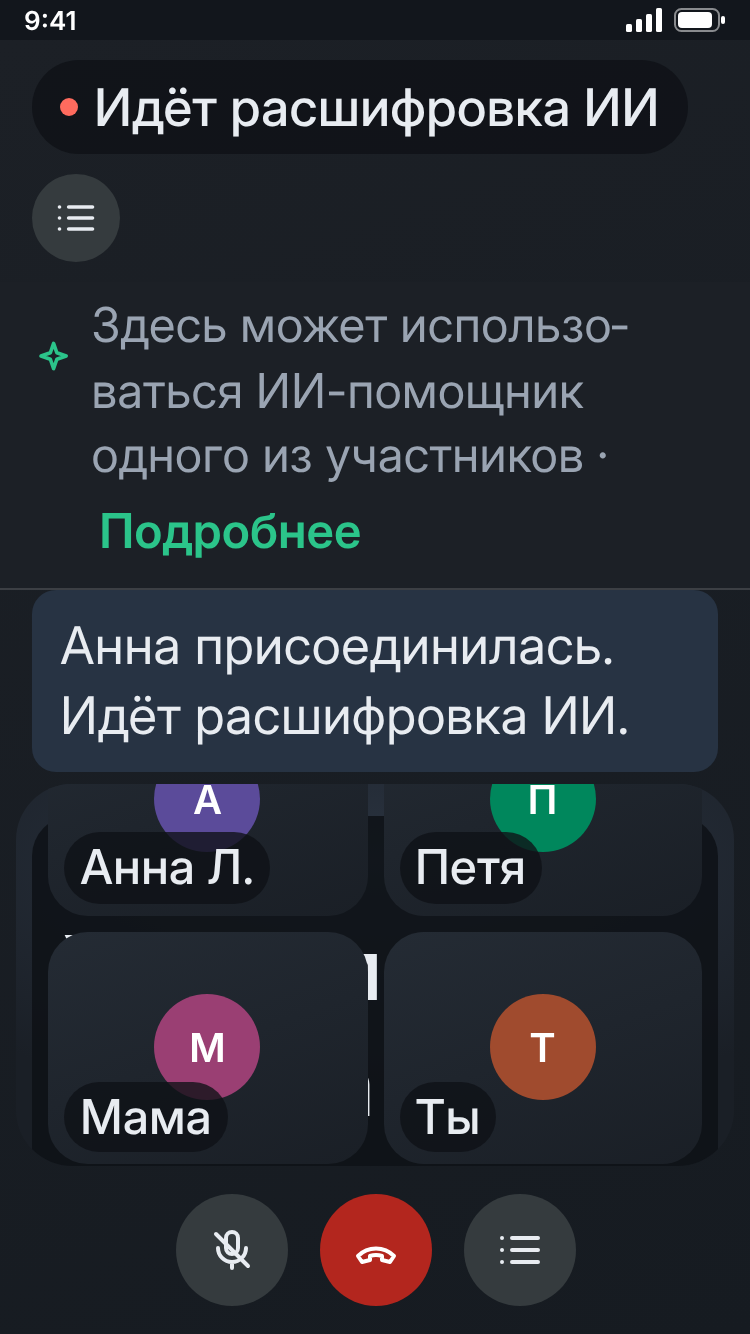 9:41
Идёт расшифровка ИИ
Здесь может использо-
ваться ИИ-помощник
одного из участников ·
Подробнее
Анна присоединилась.
Идёт расшифровка ИИ.
А
П
Анна Л.
Петя
М
Т
Мама
Ты